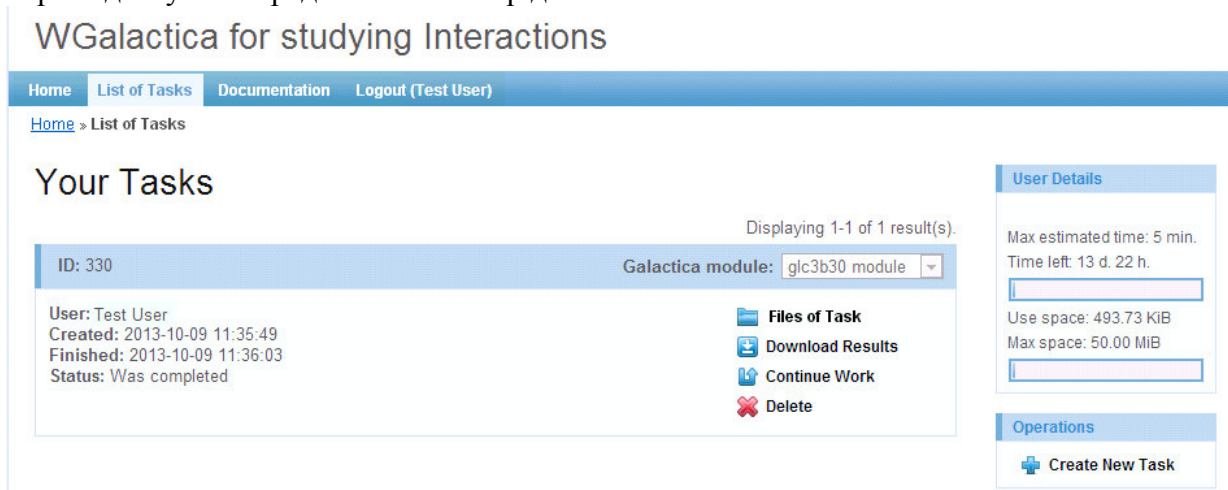 WGalactica for studying Interactions
Home List of Tasks Documentation Logout (Test User)
Home » List of Tasks
Your Tasks
Displaying 1-1 of 1 result(s).
ID: 330 Galactica module: glc3b30 module
User: Test User
Created: 2013-10-09 11:35:49
Finished: 2013-10-09 11:36:03
Status: Was completed
Files of Task
Download Results
Continue Work
Delete
User Details
Max estimated time: 5 min.
Time left: 13 d. 22 h.
Use space: 493.73 KiB
Max space: 50.00 MiB
Operations
Create New Task